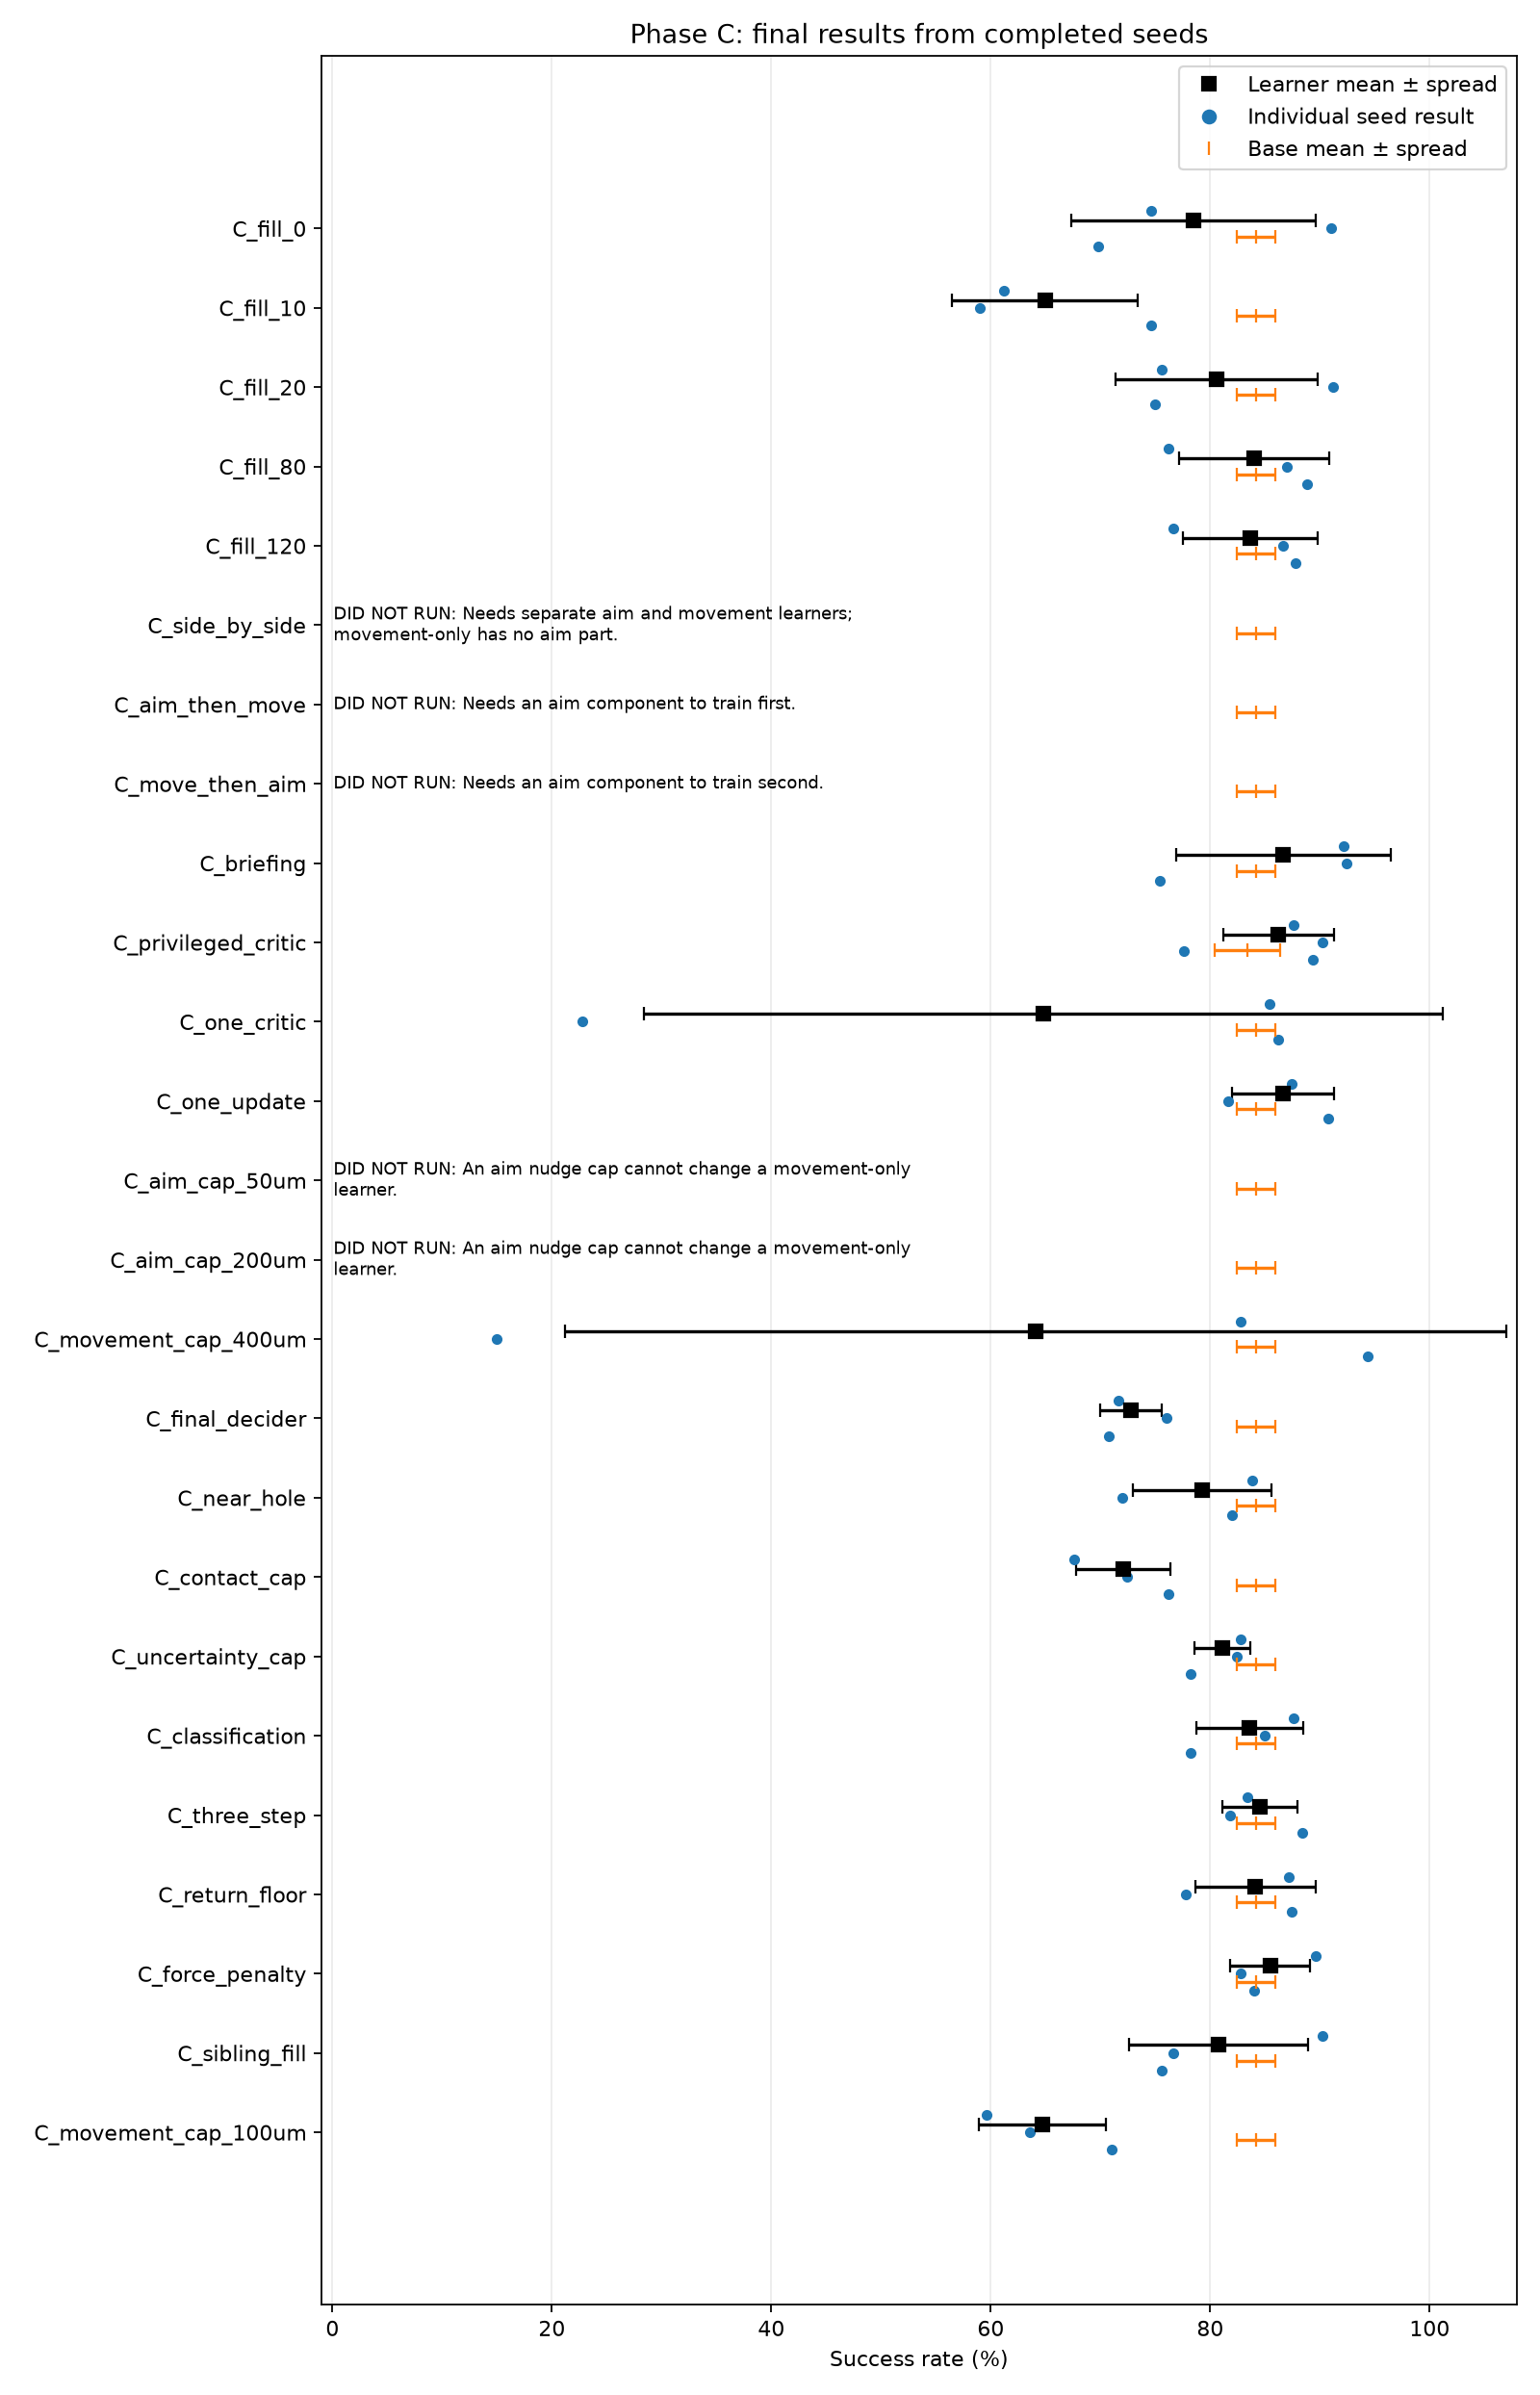 Phase C: final results from completed seeds
Learner mean ± spread
Individual seed result
Base mean ± spread
C_fill_0
C_fill_10
C_fill_20
C_fill_80
C_fill_120
C_side_by_side
DID NOT RUN: Needs separate aim and movement learners;
movement-only has no aim part.
C_aim_then_move
DID NOT RUN: Needs an aim component to train first.
C_move_then_aim
DID NOT RUN: Needs an aim component to train second.
C_briefing
C_privileged_critic
C_one_critic
C_one_update
C_aim_cap_50um
DID NOT RUN: An aim nudge cap cannot change a movement-only
learner.
C_aim_cap_200um
DID NOT RUN: An aim nudge cap cannot change a movement-only
learner.
C_movement_cap_400um
C_final_decider
C_near_hole
C_contact_cap
C_uncertainty_cap
C_classification
C_three_step
C_return_floor
C_force_penalty
C_sibling_fill
C_movement_cap_100um
0 20 40 60 80 100
Success rate (%)